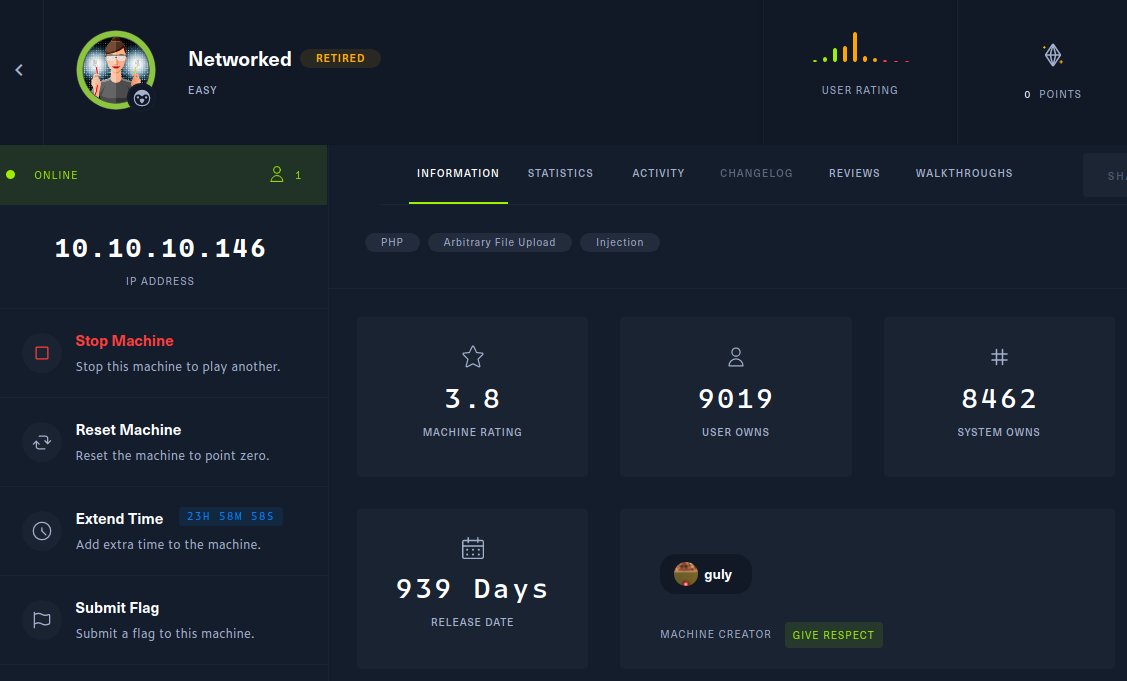 Networked RETIRED
EASY
USER RATING
0 POINTS
ONLINE 1
INFORMATION STATISTICS ACTIVITY CHANGELOG REVIEWS WALKTHROUGHS
10.10.10.146
IP ADDRESS
PHP Arbitrary File Upload Injection
Stop Machine
Stop this machine to play another.
Reset Machine
Reset the machine to point zero.
Extend Time 23H 58M 58S
Add extra time to the machine.
Submit Flag
Submit a flag to this machine.
3.8
MACHINE RATING
9019
USER OWNS
8462
SYSTEM OWNS
939 Days
RELEASE DATE
guly
MACHINE CREATOR GIVE RESPECT